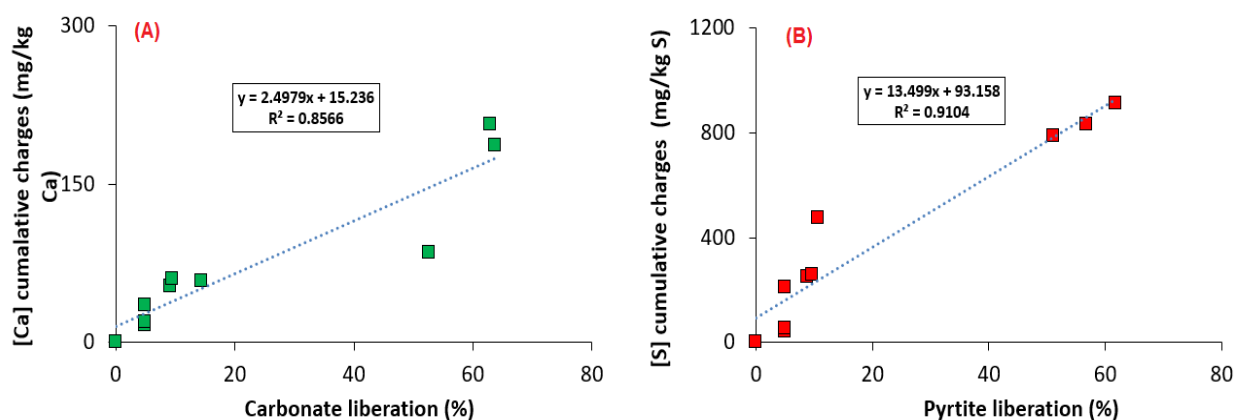 (A)
[Ca] cumulative charges (mg/kg
Ca)
300
150
0
y = 2.4979x + 15.236
R² = 0.8566
0 20 40 60 80
Carbonate liberation (%)
(B)
[S] cumulative charges (mg/kg S)
1200
800
400
0
y = 13.499x + 93.158
R² = 0.9104
0 20 40 60 80
Pyrtite liberation (%)